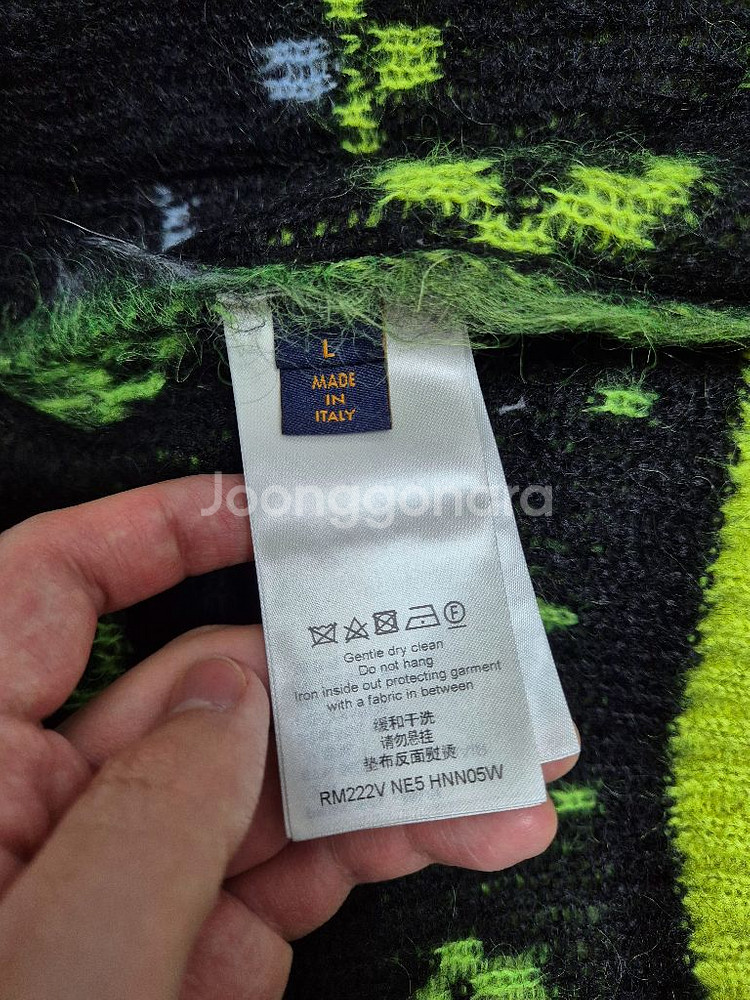 L
MADE
IN
ITALY
Joonggonara
Gentle dry clean
Do not hang
Iron inside out protecting garment
with a fabric in between
缓和干洗
请勿悬挂
垫布反面熨烫
RM222V NE5 HNN05W